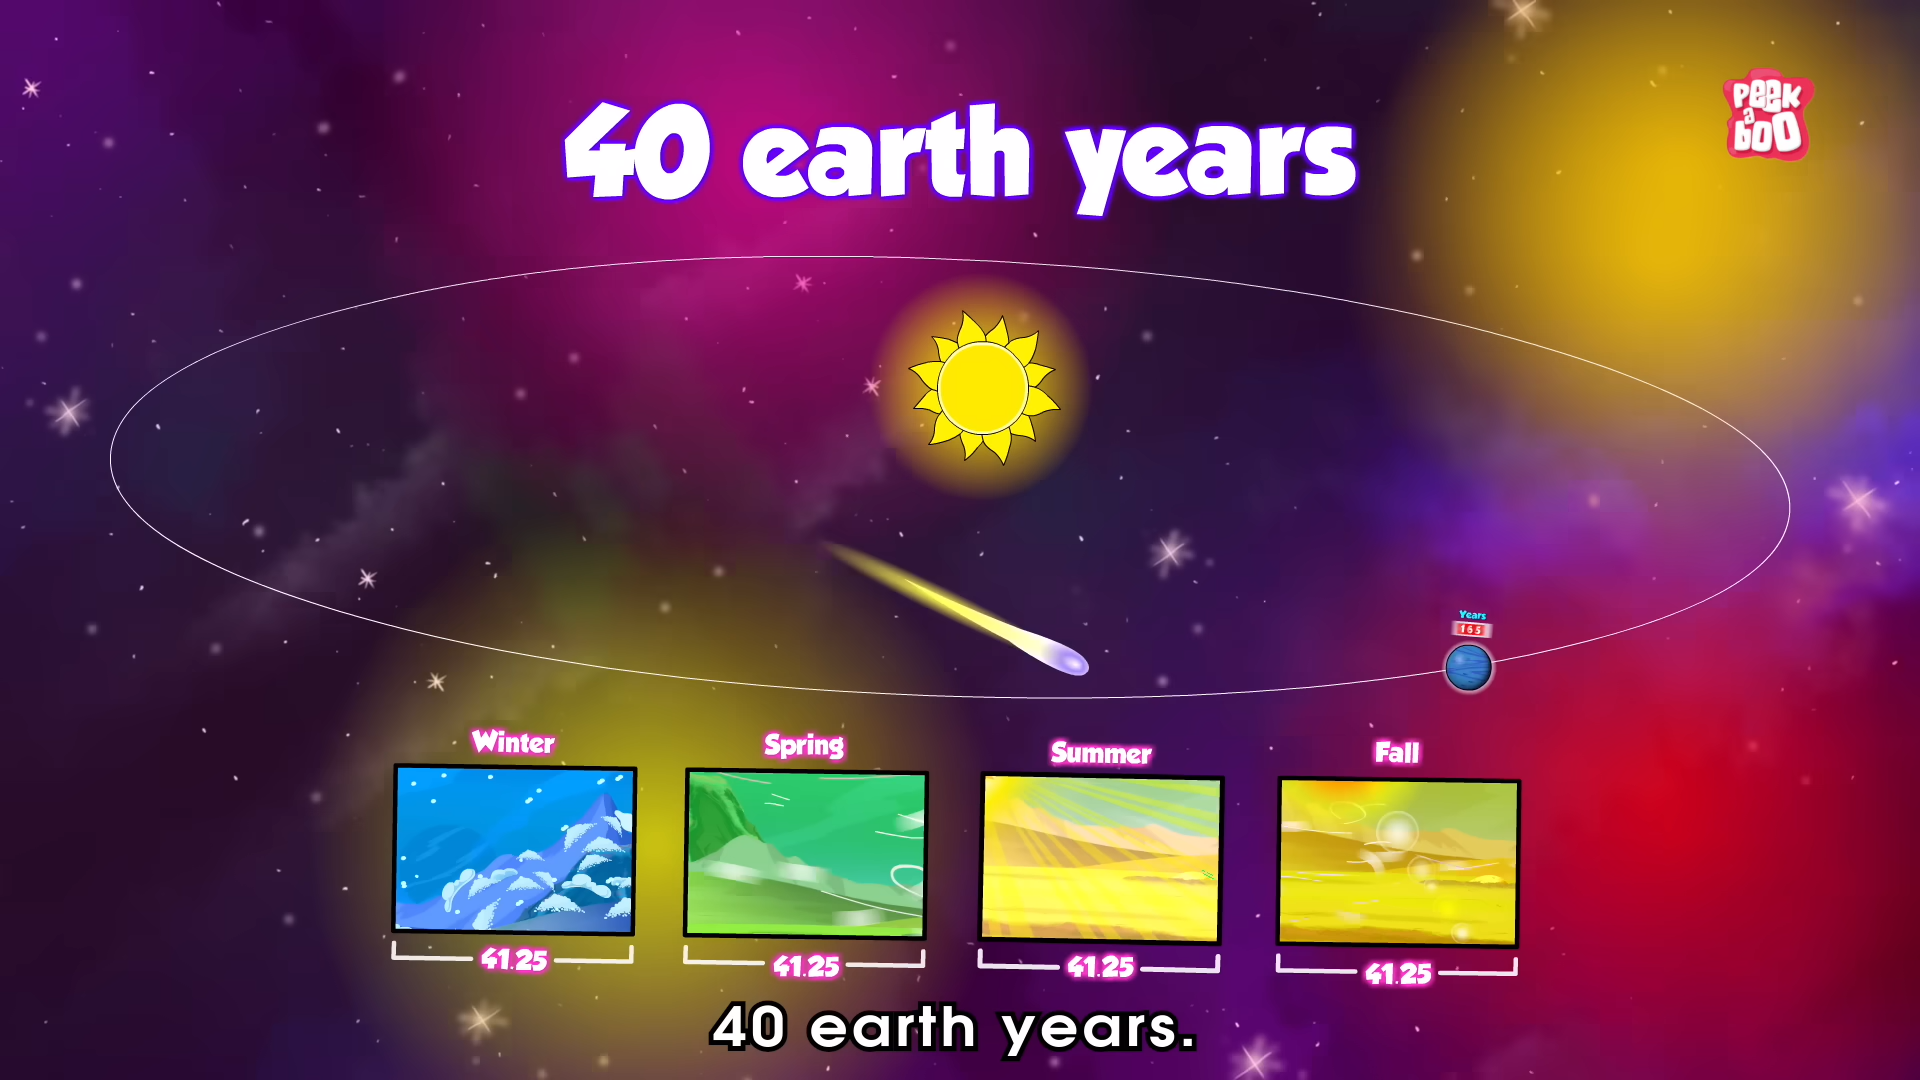 40 earth years
Peek
a
boo
Years
165
Winter
Spring
Summer
Fall
41.25
41.25
41.25
41.25
40 earth years.